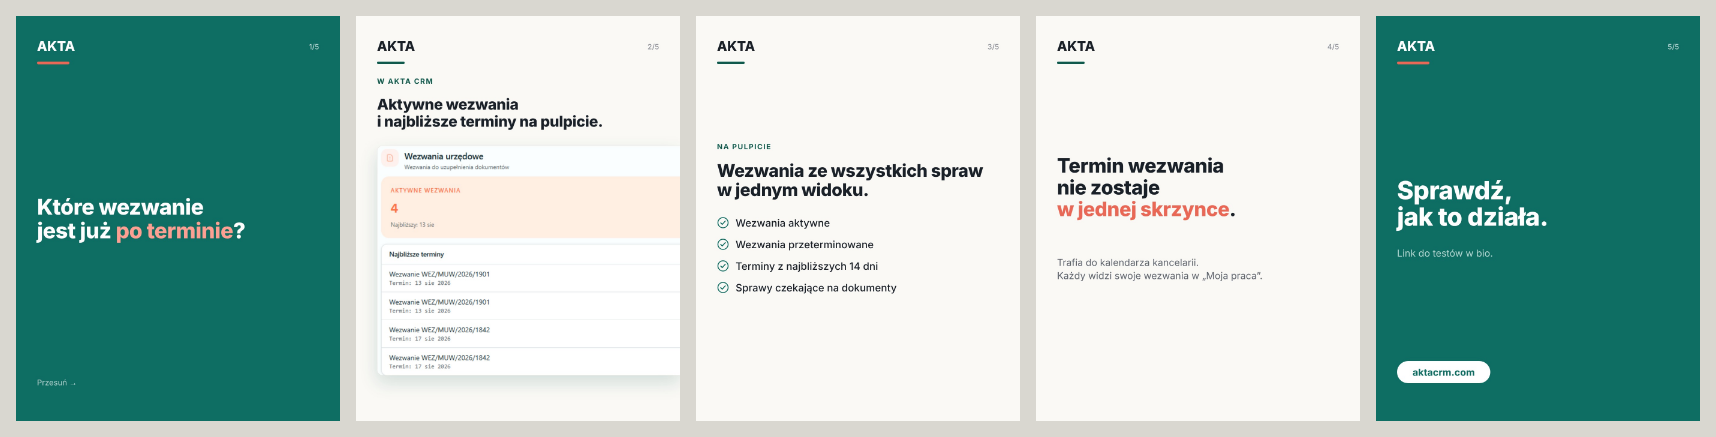 AKTA
1/5
Które wezwanie
jest już po terminie?
Przesuń →
AKTA
2/5
W AKTA CRM
Aktywne wezwania
i najbliższe terminy na pulpicie.
Wezwania urzędowe
Wezwania do uzupełnienia dokumentów
AKTYWNE WEZWANIA
4
Najbliższy: 13 sie
Najbliższe terminy
Wezwanie WEZ/MUW/2026/1901
Termin: 13 sie 2026
Wezwanie WEZ/MUW/2026/1901
Termin: 13 sie 2026
Wezwanie WEZ/MUW/2026/1842
Termin: 17 sie 2026
Wezwanie WEZ/MUW/2026/1842
Termin: 17 sie 2026
AKTA
3/5
NA PULPICIE
Wezwania ze wszystkich spraw
w jednym widoku.
Wezwania aktywne
Wezwania przeterminowane
Terminy z najbliższych 14 dni
Sprawy czekające na dokumenty
AKTA
4/5
Termin wezwania
nie zostaje
w jednej skrzynce.
Trafia do kalendarza kancelarii.
Każdy widzi swoje wezwania w „Moja praca”.
AKTA
5/5
Sprawdź,
jak to działa.
Link do testów w bio.
aktacrm.com